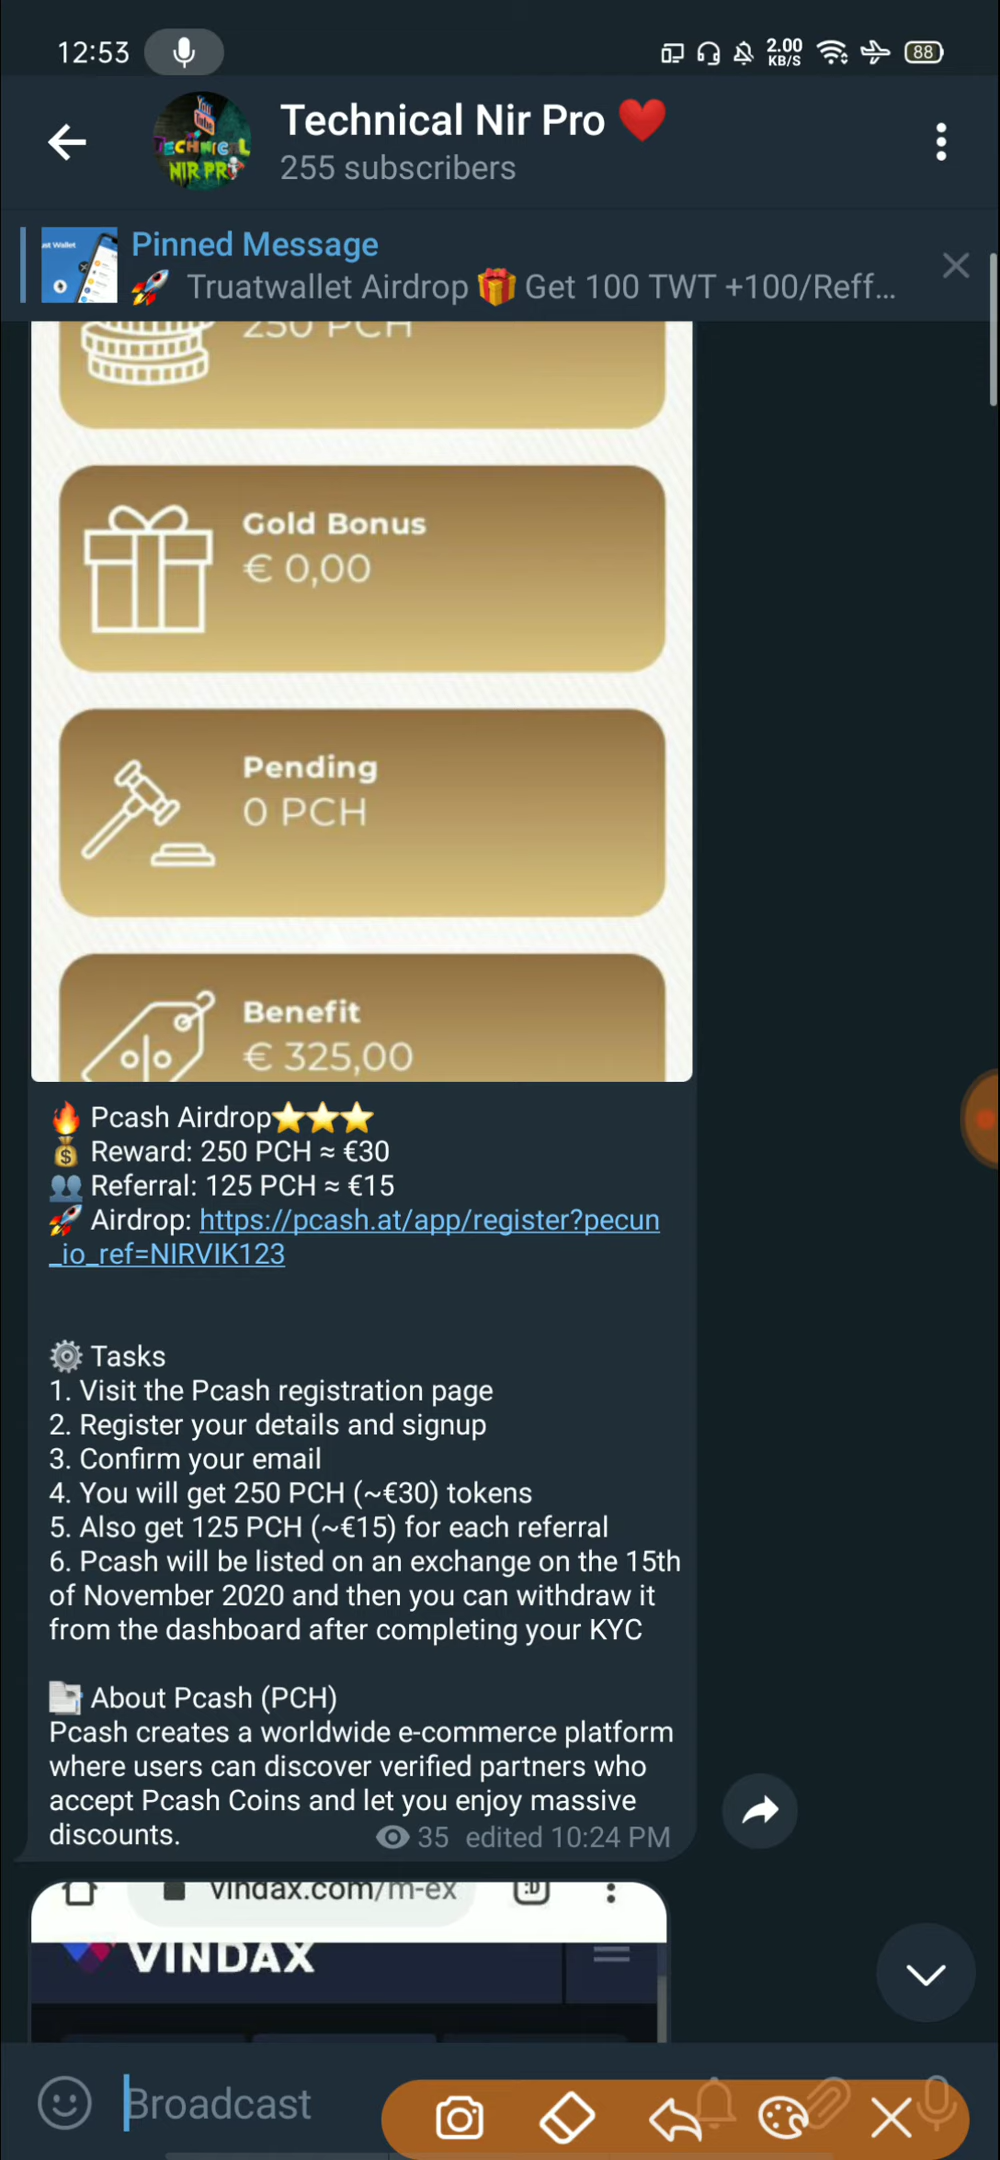 12:53
2.00
KB/S
88
Technical Nir Pro ❤️
255 subscribers
Pinned Message
🚀 Truatwallet Airdrop 🎁 Get 100 TWT +100/Reff...
250 PCH
Gold Bonus
€ 0,00
Pending
0 PCH
Benefit
€ 325,00
🔥 Pcash Airdrop⭐⭐⭐
💰 Reward: 250 PCH ≈ €30
👥 Referral: 125 PCH ≈ €15
🚀 Airdrop: https://pcash.at/app/register?pecun
_io_ref=NIRVIK123
⚙️ Tasks
1. Visit the Pcash registration page
2. Register your details and signup
3. Confirm your email
4. You will get 250 PCH (~€30) tokens
5. Also get 125 PCH (~€15) for each referral
6. Pcash will be listed on an exchange on the 15th
of November 2020 and then you can withdraw it
from the dashboard after completing your KYC
📑 About Pcash (PCH)
Pcash creates a worldwide e-commerce platform
where users can discover verified partners who
accept Pcash Coins and let you enjoy massive
discounts.
35 edited 10:24 PM
vindax.com/m-ex
:D
VINDAX
Broadcast